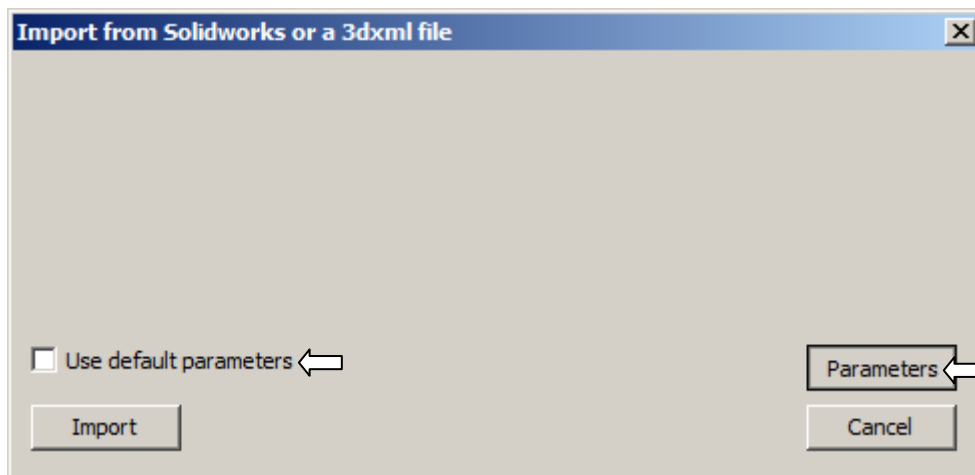 Import from Solidworks or a 3dxml file
Use default parameters
Parameters
Import
Cancel